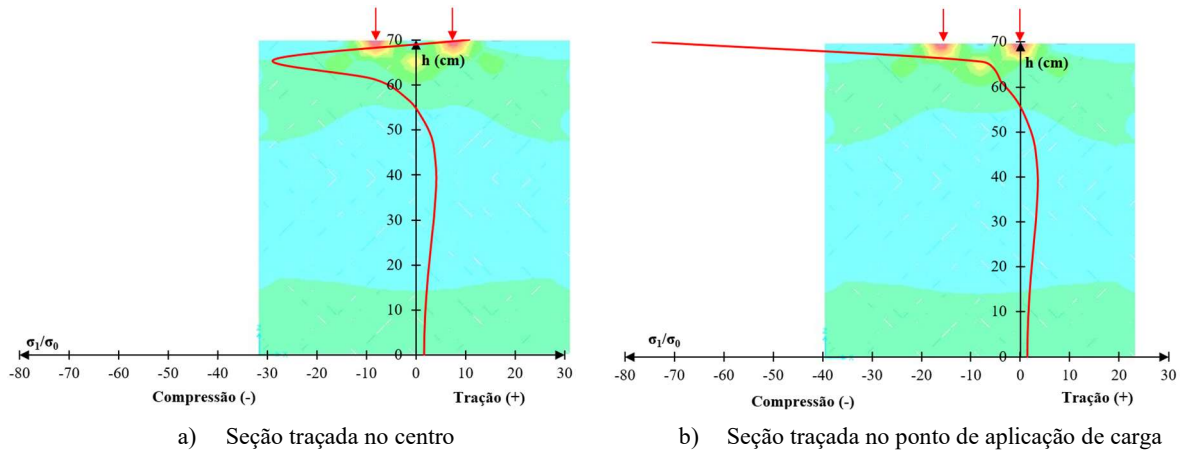 70
h (cm)
60
50
40
30
20
10
0
σ₁/σ₀
-80 -70 -60 -50 -40 -30 -20 -10 0 10 20 30
Compressão (-) Tração (+)
a) Seção traçada no centro
70
h (cm)
60
50
40
30
20
10
0
σ₁/σ₀
-80 -70 -60 -50 -40 -30 -20 -10 0 10 20 30
Compressão (-) Tração (+)
b) Seção traçada no ponto de aplicação de carga